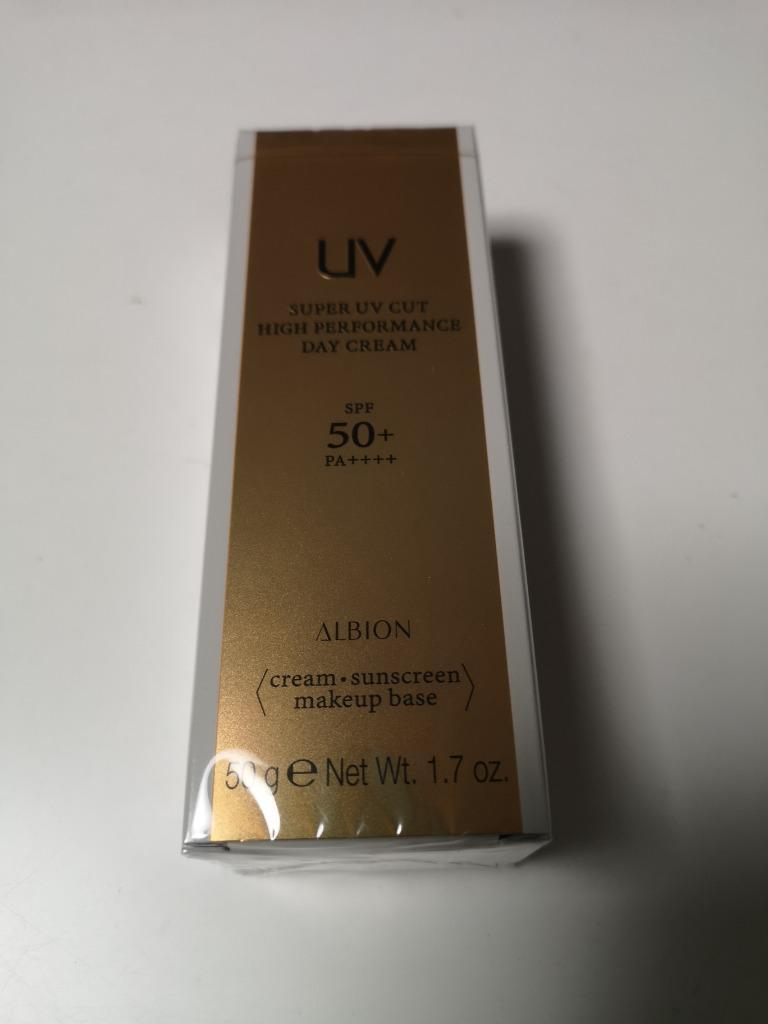 UV
SUPER UV CUT
HIGH PERFORMANCE
DAY CREAM
SPF
50+
PA++++
ALBION
〈cream・sunscreen
makeup base〉
50 g ℮ Net Wt. 1.7 oz.